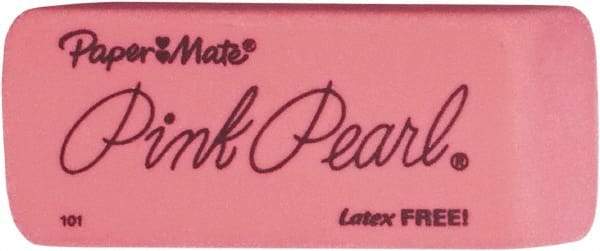 Paper Mate®
Pink Pearl®
101 Latex FREE!